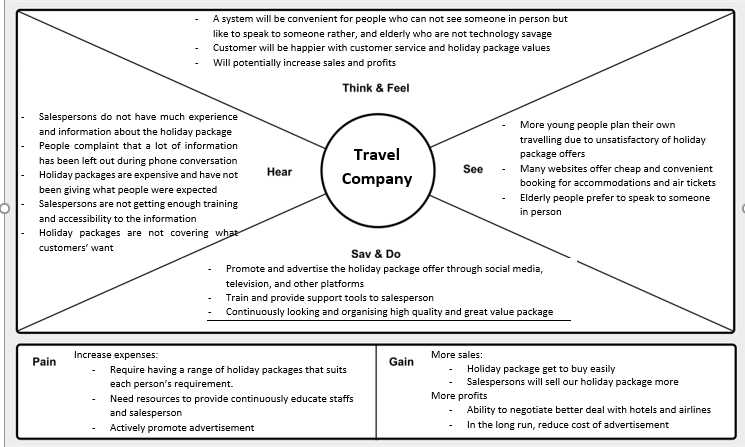 - A system will be convenient for people who can not see someone in person but
like to speak to someone rather, and elderly who are not technology savage
- Customer will be happier with customer service and holiday package values
- Will potentially increase sales and profits
Think & Feel
- Salespersons do not have much experience
and information about the holiday package
- People complaint that a lot of information
has been left out during phone conversation
- Holiday packages are expensive and have not
been giving what people were expected
- Salespersons are not getting enough training
and accessibility to the information
- Holiday packages are not covering what
customers' want
Hear
Travel
Company
See
- More young people plan their own
travelling due to unsatisfactory of holiday
package offers
- Many websites offer cheap and convenient
booking for accommodations and air tickets
- Elderly people prefer to speak to someone
in person
Say & Do
- Promote and advertise the holiday package offer through social media,
television, and other platforms
- Train and provide support tools to salesperson
- Continuously looking and organising high quality and great value package
Pain
Increase expenses:
- Require having a range of holiday packages that suits
each person's requirement.
- Need resources to provide continuously educate staffs
and salesperson
- Actively promote advertisement
Gain
More sales:
- Holiday package get to buy easily
- Salespersons will sell our holiday package more
More profits
- Ability to negotiate better deal with hotels and airlines
- In the long run, reduce cost of advertisement